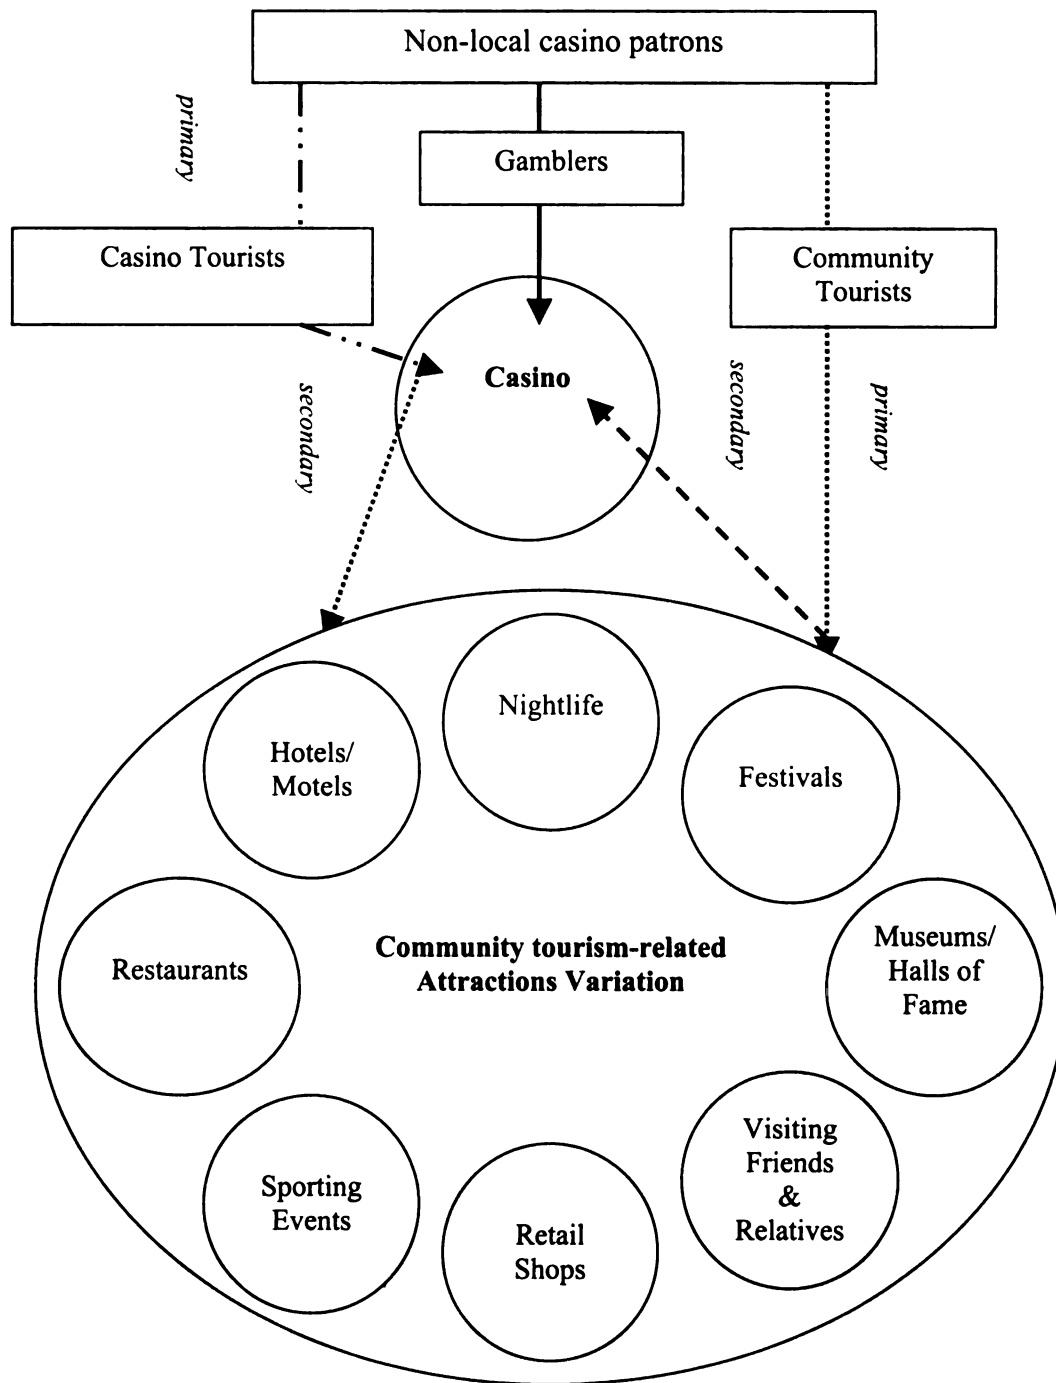 Non-local casino patrons
primary
Gamblers
Casino Tourists
Community
Tourists
Casino
secondary
secondary
primary
Nightlife
Hotels/
Motels
Festivals
Restaurants
Community tourism-related
Attractions Variation
Museums/
Halls of
Fame
Sporting
Events
Retail
Shops
Visiting
Friends
&
Relatives